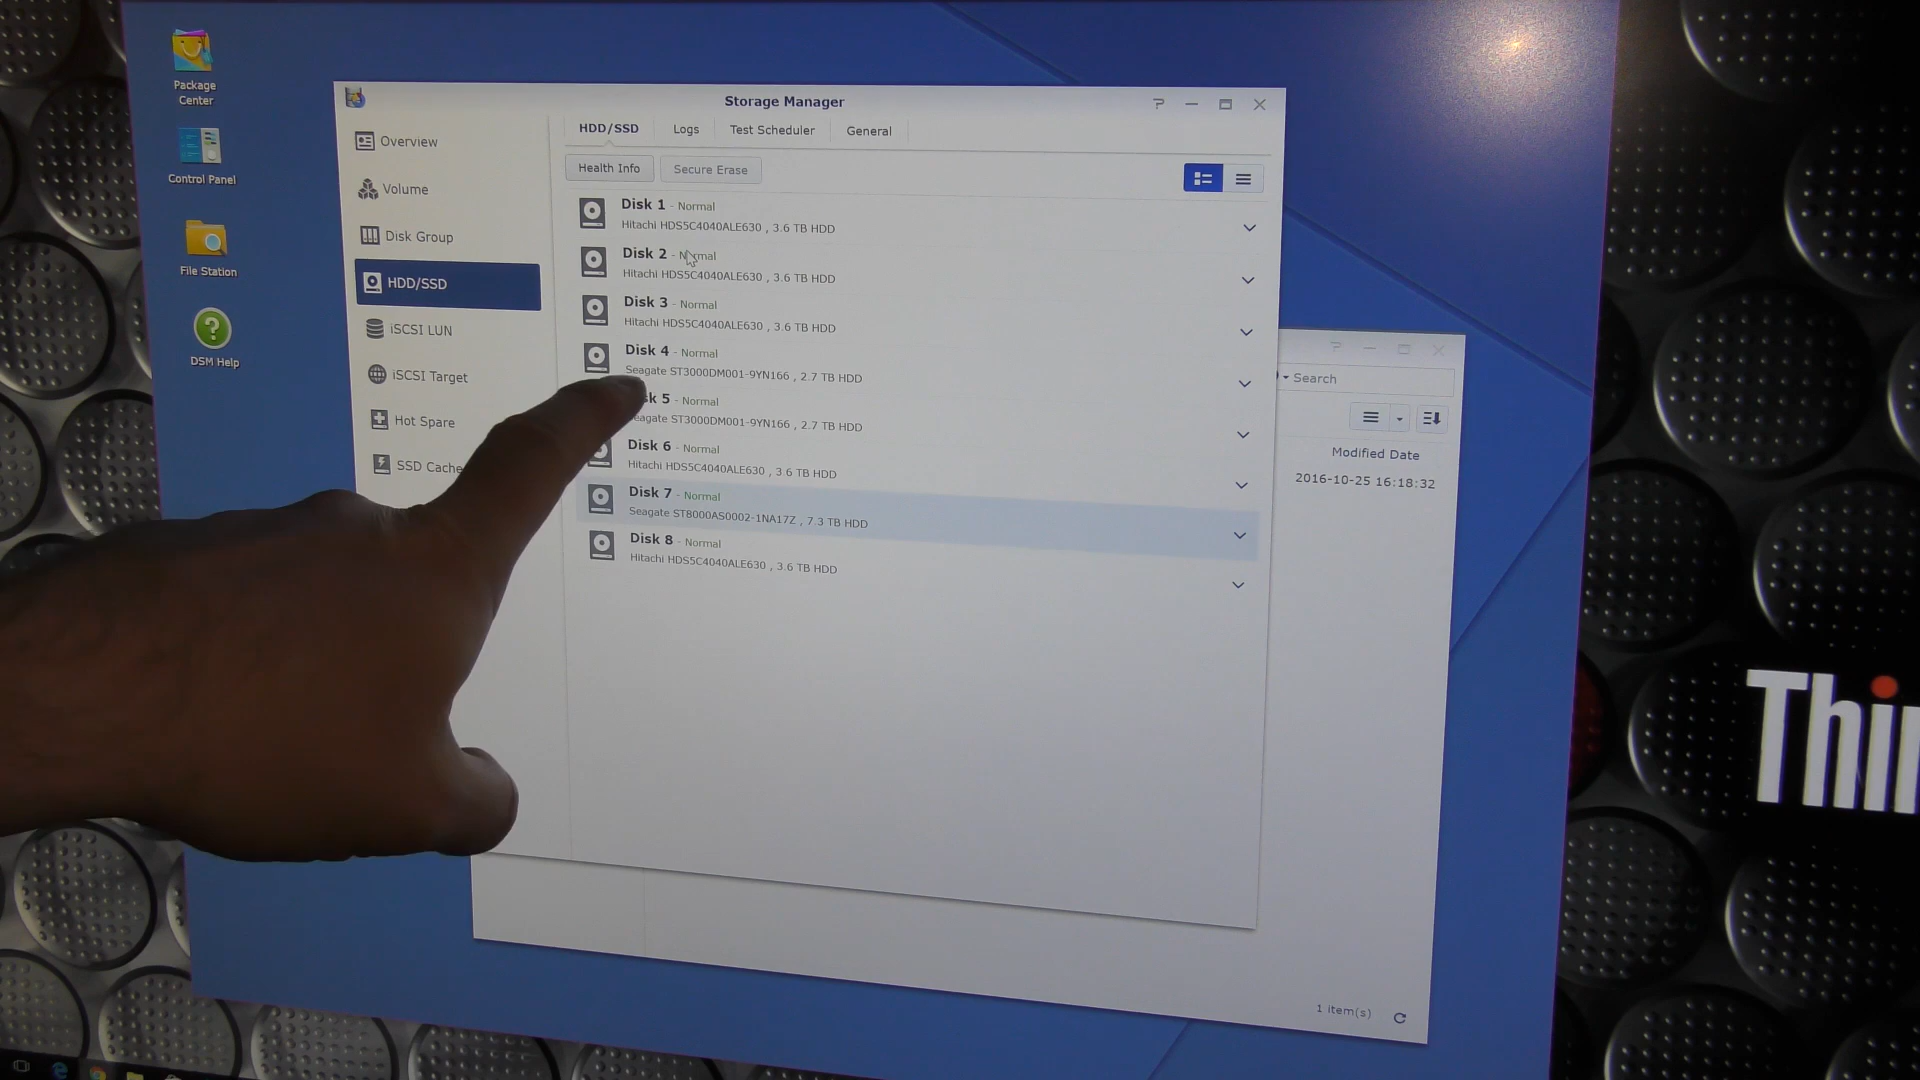 Package
Center
Control Panel
File Station
DSM Help
Storage Manager
Overview
Volume
Disk Group
HDD/SSD
iSCSI LUN
iSCSI Target
Hot Spare
SSD Cache
HDD/SSD
Logs
Test Scheduler
General
Health Info
Secure Erase
Disk 1 - Normal
Hitachi HDS5C4040ALE630 , 3.6 TB HDD
Disk 2 - Normal
Hitachi HDS5C4040ALE630 , 3.6 TB HDD
Disk 3 - Normal
Hitachi HDS5C4040ALE630 , 3.6 TB HDD
Disk 4 - Normal
Seagate ST3000DM001-9YN166 , 2.7 TB HDD
sk 5 - Normal
eagate ST3000DM001-9YN166 , 2.7 TB HDD
Disk 6 - Normal
Hitachi HDS5C4040ALE630 , 3.6 TB HDD
Disk 7 - Normal
Seagate ST8000AS0002-1NA17Z , 7.3 TB HDD
Disk 8 - Normal
Hitachi HDS5C4040ALE630 , 3.6 TB HDD
Search
Modified Date
2016-10-25 16:18:32
1 item(s)
Thi